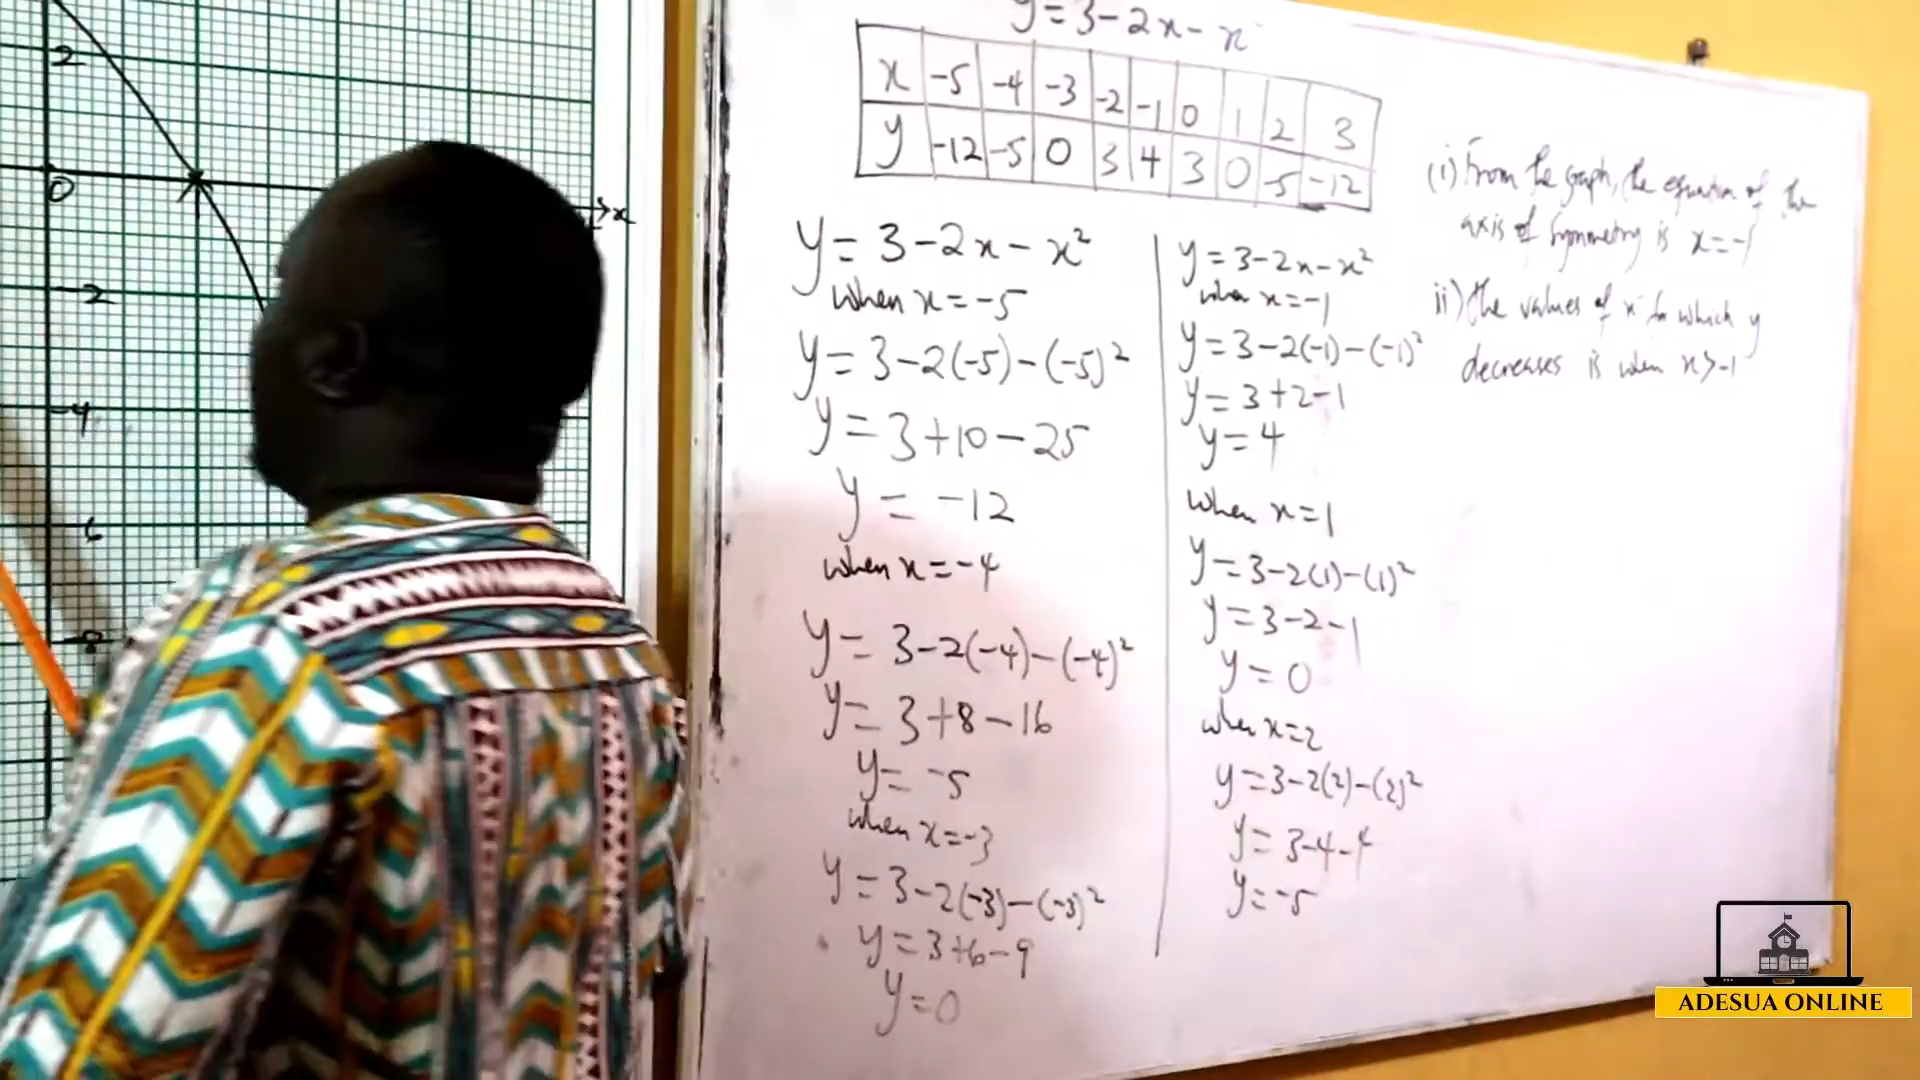 2
0
-2
-4
6
-8
x
y = 3 - 2x - x
x -5 -4 -3 -2 -1 0 1 2 3
y -12 -5 0 3 4 3 0 -5 -12
y = 3 - 2x - x²
when x = -5
y = 3 - 2(-5) - (-5)²
y = 3 + 10 - 25
y = -12
when x = -4
y = 3 - 2(-4) - (-4)²
y = 3 + 8 - 16
y = -5
when x = -3
y = 3 - 2(-3) - (-3)²
y = 3 + 6 - 9
y = 0
y = 3 - 2x - x²
when x = -1
y = 3 - 2(-1) - (-1)²
y = 3 + 2 - 1
y = 4
when x = 1
y = 3 - 2(1) - (1)²
y = 3 - 2 - 1
y = 0
when x = 2
y = 3 - 2(2) - (2)²
y = 3 - 4 - 4
y = -5
(i) From the graph, the equation of the
axis of symmetry is x = -1
ii) The values of x for which y
decreases is when x > -1
ADESUA ONLINE